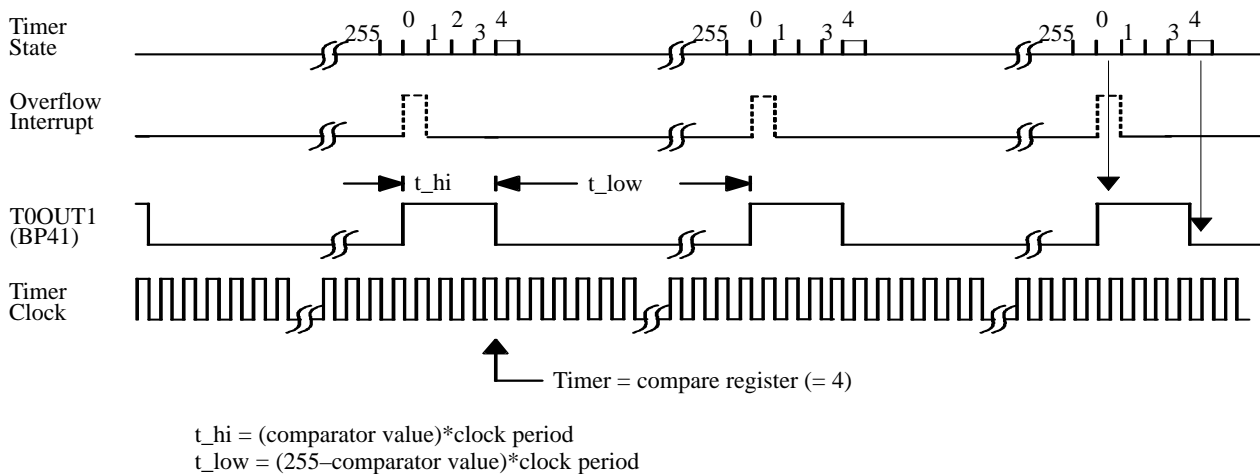 Timer
State
255 0 1 2 3 4
255 0 1 3 4
255 0 1 3 4
Overflow
Interrupt
t_hi
t_low
T0OUT1
(BP41)
Timer
Clock
Timer = compare register (= 4)
t_hi = (comparator value)*clock period
t_low = (255–comparator value)*clock period